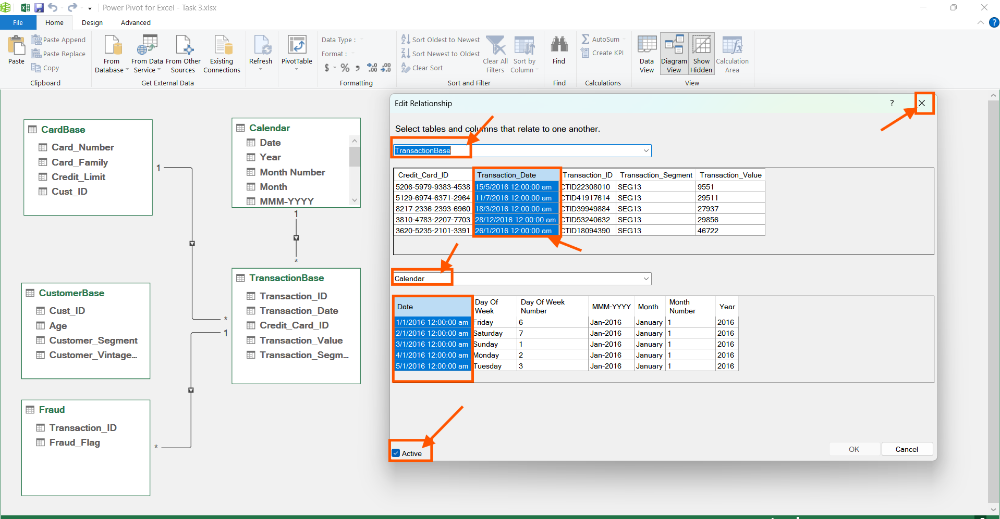 Power Pivot for Excel - Task 3.xlsx
File Home Design Advanced ?
Paste
Paste Append
Paste Replace
Copy
Clipboard
From Database
From Data Service
From Other Sources
Existing Connections
Get External Data
Refresh
PivotTable
Data Type :
Format :
$ % , .00 .00
Formatting
Sort Oldest to Newest
Sort Newest to Oldest
Clear Sort
Clear All Filters
Sort by Column
Sort and Filter
Find
Find
AutoSum
Create KPI
Calculations
Data View
Diagram View
Show Hidden
Calculation Area
View
CardBase
Card_Number
Card_Family
Credit_Limit
Cust_ID
1
Calendar
Date
Year
Month Number
Month
MMM-YYYY
1
*
CustomerBase
Cust_ID
Age
Customer_Segment
Customer_Vintage...
*
1
TransactionBase
Transaction_ID
Transaction_Date
Credit_Card_ID
Transaction_Value
Transaction_Segm...
Fraud
Transaction_ID
Fraud_Flag
*
Edit Relationship ?
Select tables and columns that relate to one another.
TransactionBase
Credit_Card_ID Transaction_Date Transaction_ID Transaction_Segment Transaction_Value
5206-5979-9383-4538 15/5/2016 12:00:00 am CTID22308010 SEG13 9551
5129-6974-6371-2964 11/7/2016 12:00:00 am CTID41917614 SEG13 29511
8217-2336-2393-6960 18/3/2016 12:00:00 am CTID39949884 SEG13 27937
3810-4783-2207-7703 28/12/2016 12:00:00 am CTID53240632 SEG13 29856
3620-5235-2101-3391 26/1/2016 12:00:00 am CTID18094390 SEG13 46722
Calendar
Date Day Of Week Day Of Week Number MMM-YYYY Month Month Number Year
1/1/2016 12:00:00 am Friday 6 Jan-2016 January 1 2016
2/1/2016 12:00:00 am Saturday 7 Jan-2016 January 1 2016
3/1/2016 12:00:00 am Sunday 1 Jan-2016 January 1 2016
4/1/2016 12:00:00 am Monday 2 Jan-2016 January 1 2016
5/1/2016 12:00:00 am Tuesday 3 Jan-2016 January 1 2016
Active
OK Cancel